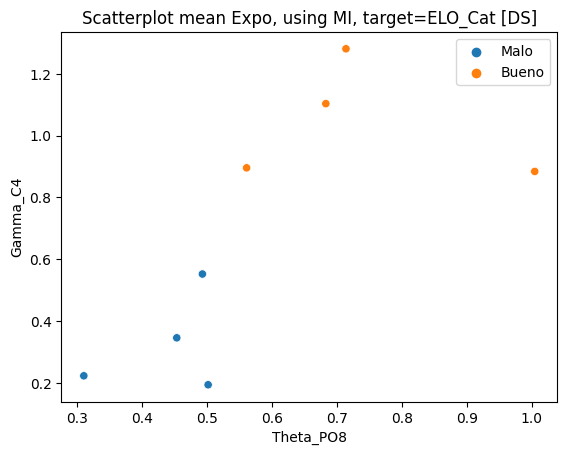 Scatterplot mean Expo, using MI, target=ELO_Cat [DS]
Malo
Bueno
1.2
1.0
0.8
0.6
0.4
0.2
Gamma_C4
0.3 0.4 0.5 0.6 0.7 0.8 0.9 1.0
Theta_PO8